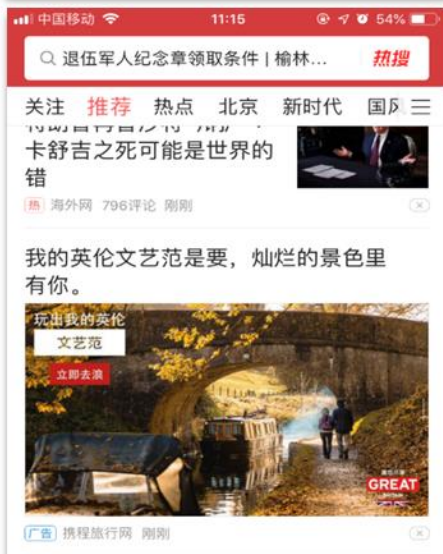 中国移动 11:15 54%
退伍军人纪念章领取条件 | 榆林... 热搜
关注 推荐 热点 北京 新时代 国风
卡舒吉之死可能是世界的
错
热 海外网 796评论 刚刚
我的英伦文艺范是要，灿烂的景色里
有你。
玩出我的英伦
文艺范
立即去浪
GREAT
广告 携程旅行网 刚刚